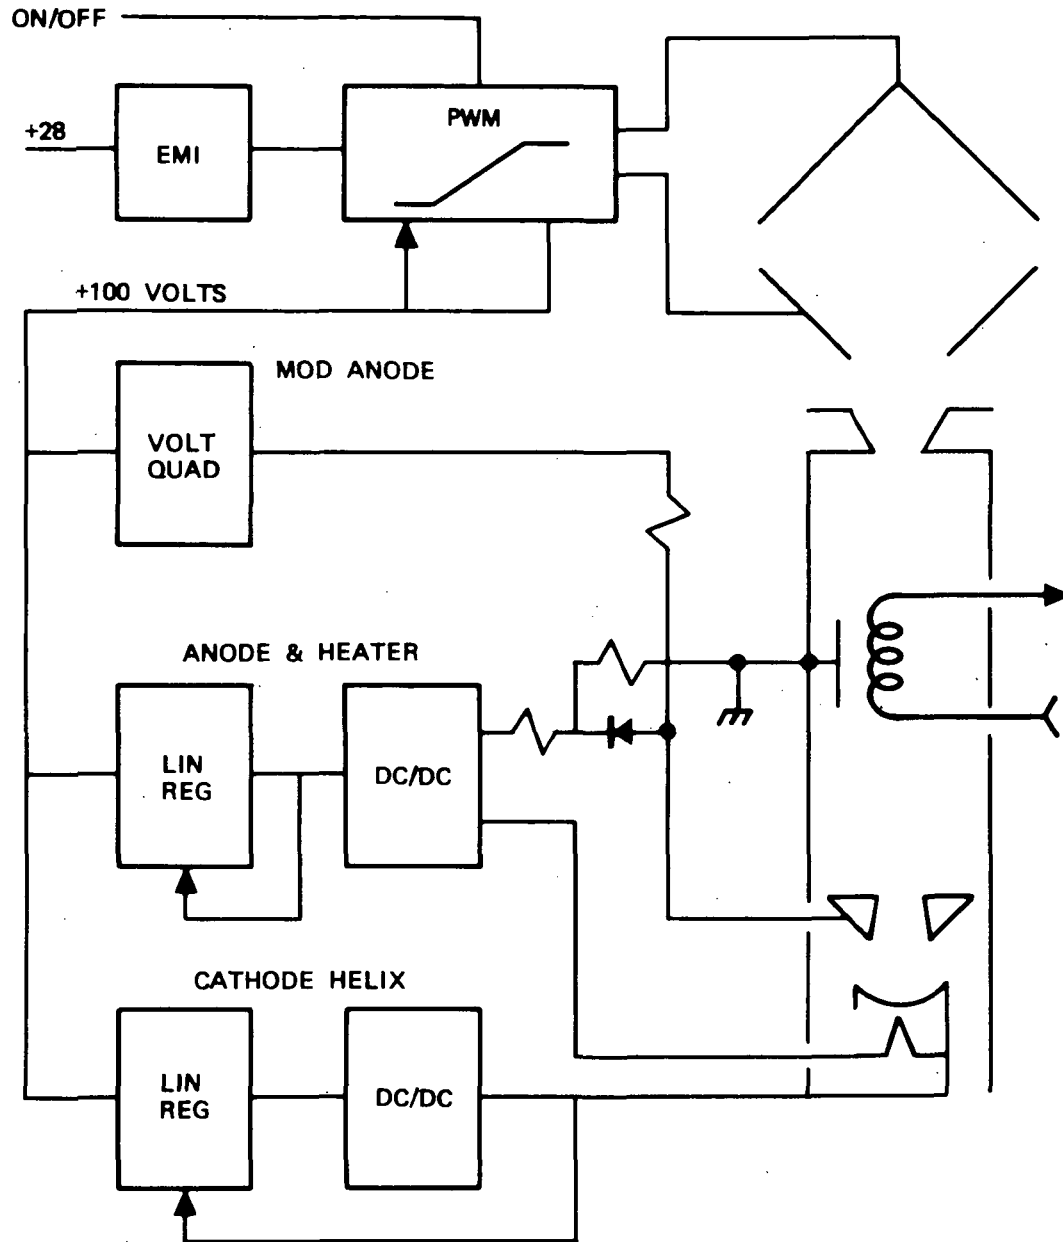 ON/OFF
+28
EMI
PWM
+100 VOLTS
MOD ANODE
VOLT
QUAD
ANODE & HEATER
LIN
REG
DC/DC
CATHODE HELIX
LIN
REG
DC/DC